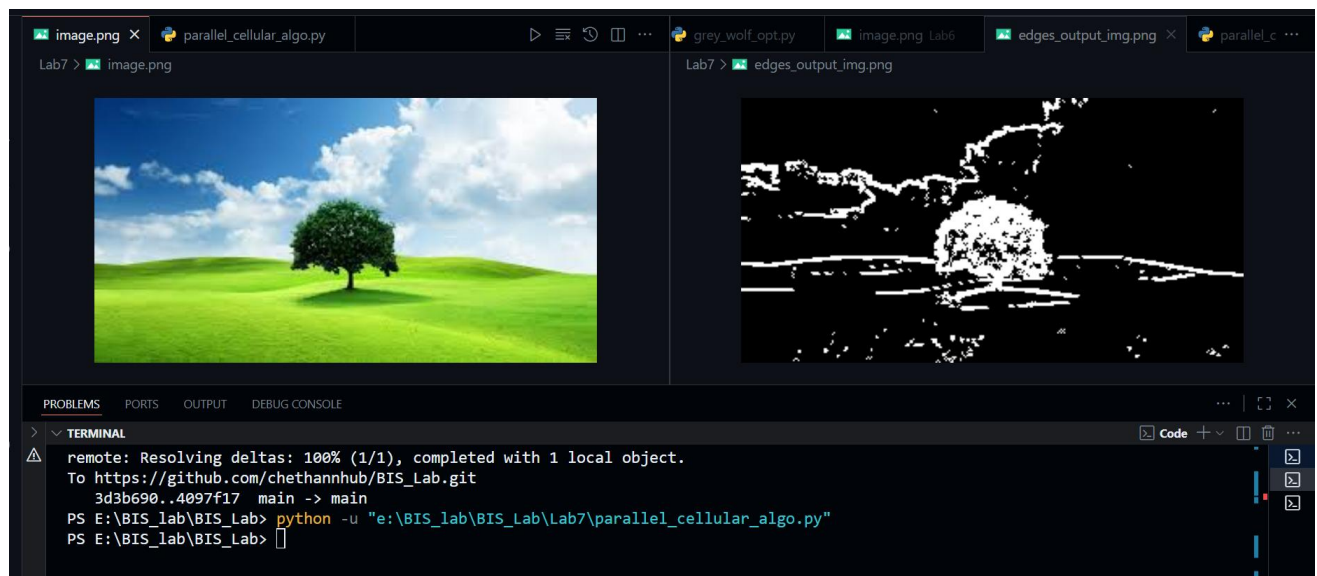 image.png
parallel_cellular_algo.py
grey_wolf_opt.py
image.png Lab6
edges_output_img.png
parallel_c
Lab7 > image.png
Lab7 > edges_output_img.png
PROBLEMS PORTS OUTPUT DEBUG CONSOLE
TERMINAL
Code
remote: Resolving deltas: 100% (1/1), completed with 1 local object.
To https://github.com/chethannhub/BIS_Lab.git
3d3b690..4097f17 main -> main
PS E:\BIS_lab\BIS_Lab> python -u "e:\BIS_lab\BIS_Lab\Lab7\parallel_cellular_algo.py"
PS E:\BIS_lab\BIS_Lab>